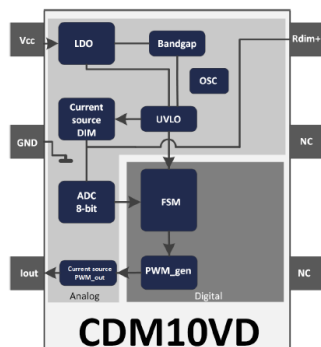 Vcc
LDO
Bandgap
Rdim+
OSC
Current
source
DIM
UVLO
GND
NC
ADC
8-bit
FSM
Iout
Current source
PWM_out
PWM_gen
NC
Analog
Digital
CDM10VD